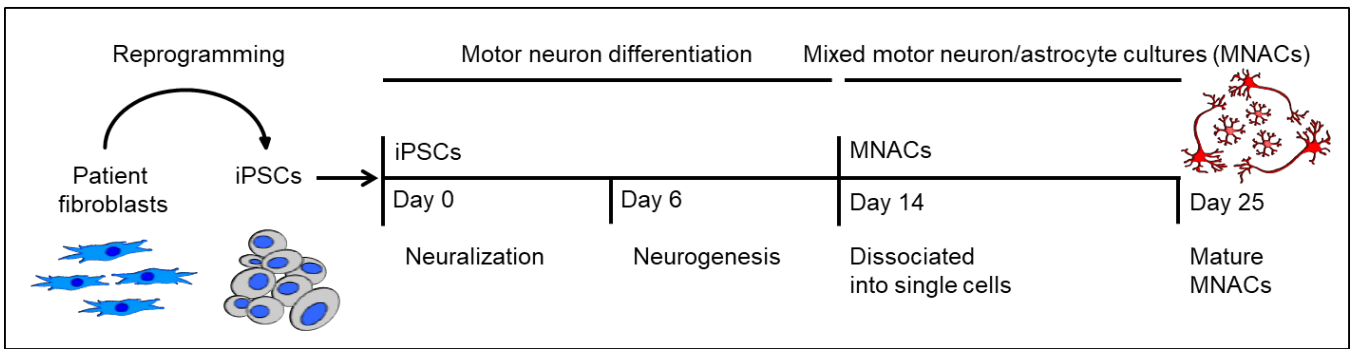 Reprogramming
Motor neuron differentiation
Mixed motor neuron/astrocyte cultures (MNACs)
Patient
fibroblasts
iPSCs
iPSCs
MNACs
Day 0
Day 6
Day 14
Day 25
Neuralization
Neurogenesis
Dissociated
into single cells
Mature
MNACs